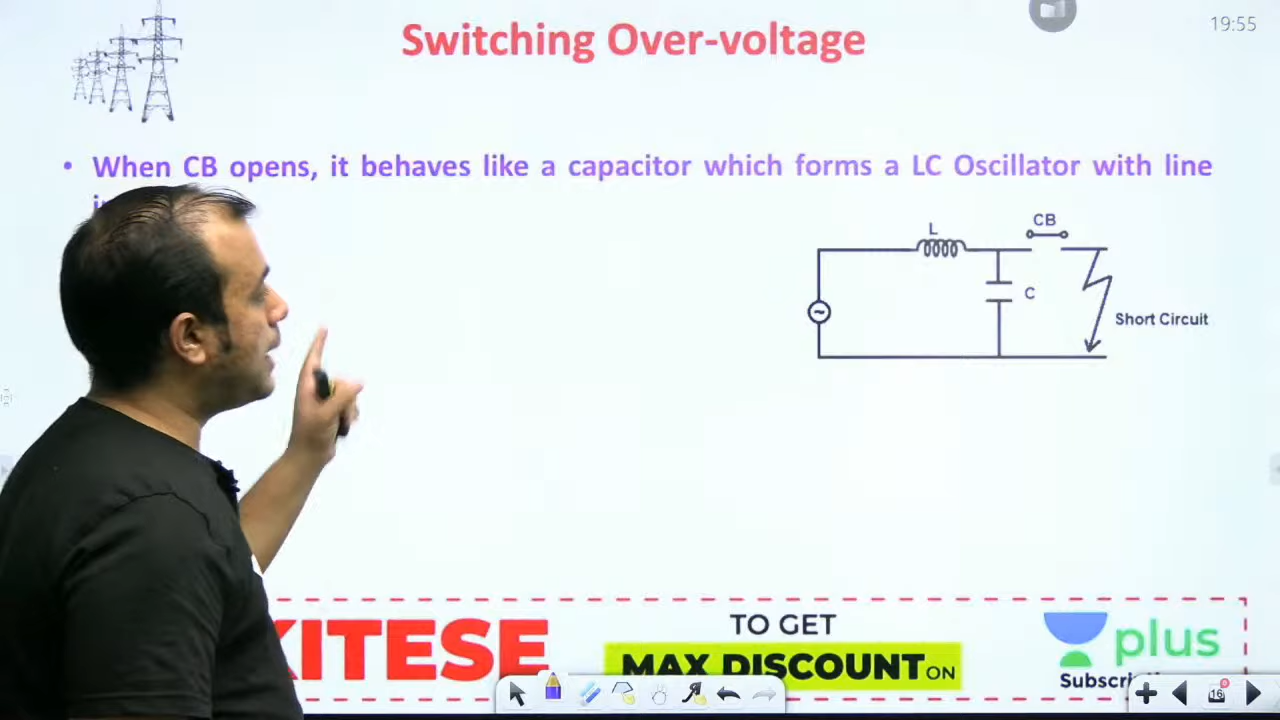 Switching Over-voltage
19:55
• When CB opens, it behaves like a capacitor which forms a LC Oscillator with line
CB
L
C
Short Circuit
KITESE
TO GET
MAX DISCOUNT ON
plus
16